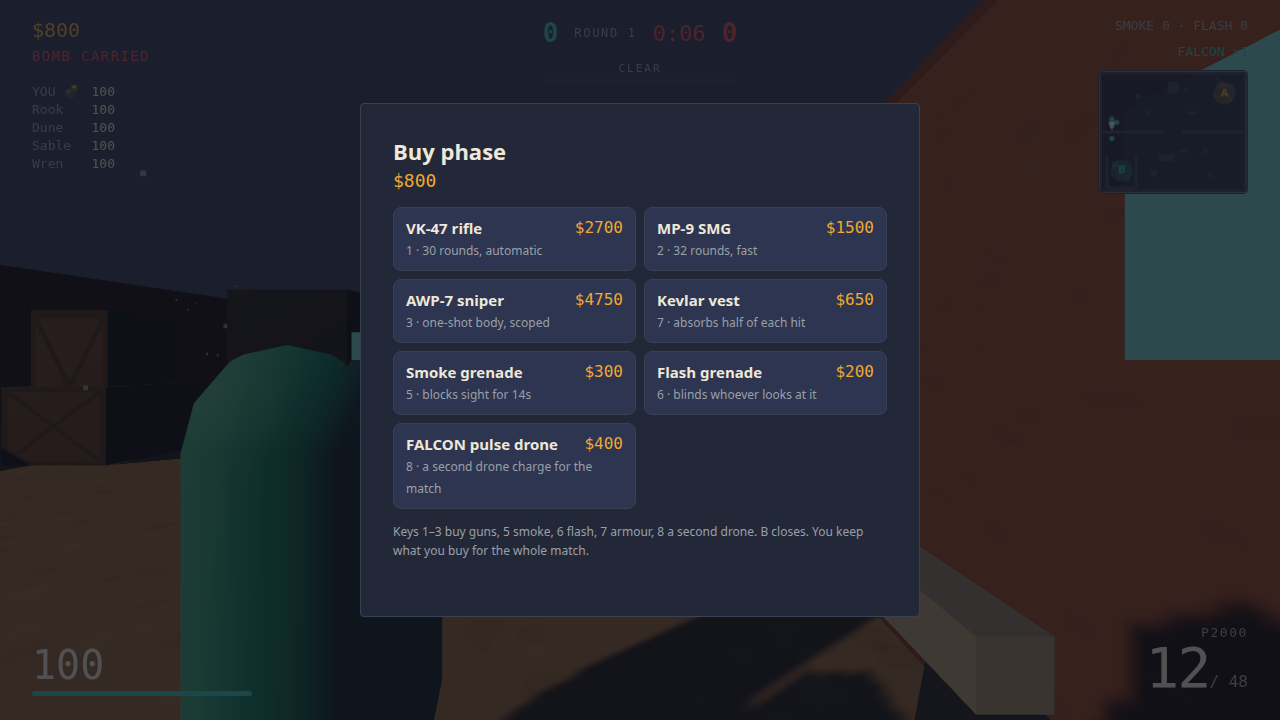 $800
BOMB CARRIED
0 ROUND 1 0:06 0
CLEAR
SMOKE 0 · FLASH 0
FALCON
YOU 100
Rook 100
Dune 100
Sable 100
Wren 100
A
B
Buy phase
$800
VK-47 rifle $2700
1 · 30 rounds, automatic
MP-9 SMG $1500
2 · 32 rounds, fast
AWP-7 sniper $4750
3 · one-shot body, scoped
Kevlar vest $650
7 · absorbs half of each hit
Smoke grenade $300
5 · blocks sight for 14s
Flash grenade $200
6 · blinds whoever looks at it
FALCON pulse drone $400
8 · a second drone charge for the
match
Keys 1–3 buy guns, 5 smoke, 6 flash, 7 armour, 8 a second drone. B closes. You keep
what you buy for the whole match.
100
P2000
12 / 48